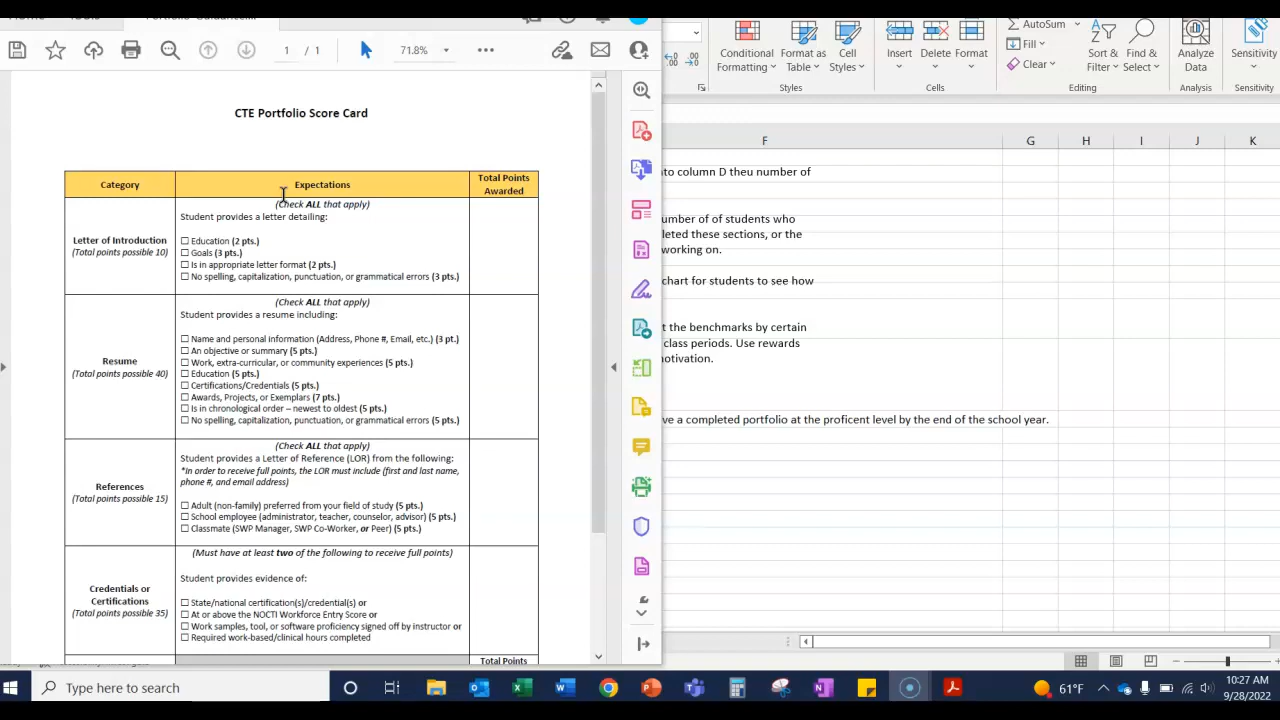 1 / 1
71.8%
AutoSum
Fill
Clear
Conditional
Formatting
Format as
Table
Cell
Styles
Insert
Delete
Format
Sort &
Filter
Find &
Select
Analyze
Data
Sensitivity
Styles
Cells
Editing
Analysis
Sensitivity
CTE Portfolio Score Card
Category
Expectations
Total Points
Awarded
Letter of Introduction
(Total points possible 10)
(Check ALL that apply)
Student provides a letter detailing:
☐ Education (2 pts.)
☐ Goals (3 pts.)
☐ Is in appropriate letter format (2 pts.)
☐ No spelling, capitalization, punctuation, or grammatical errors (3 pts.)
Resume
(Total points possible 40)
(Check ALL that apply)
Student provides a resume including:
☐ Name and personal information (Address, Phone #, Email, etc.) (3 pt.)
☐ An objective or summary (5 pts.)
☐ Work, extra-curricular, or community experiences (5 pts.)
☐ Education (5 pts.)
☐ Certifications/Credentials (5 pts.)
☐ Awards, Projects, or Exemplars (7 pts.)
☐ Is in chronological order – newest to oldest (5 pts.)
☐ No spelling, capitalization, punctuation, or grammatical errors (5 pts.)
References
(Total points possible 15)
(Check ALL that apply)
Student provides a Letter of Reference (LOR) from the following:
*In order to receive full points, the LOR must include (first and last name,
phone #, and email address)
☐ Adult (non-family) preferred from your field of study (5 pts.)
☐ School employee (administrator, teacher, counselor, advisor) (5 pts.)
☐ Classmate (SWP Manager, SWP Co-Worker, or Peer) (5 pts.)
Credentials or
Certifications
(Total points possible 35)
(Must have at least two of the following to receive full points)
Student provides evidence of:
☐ State/national certification(s)/credential(s) or
☐ At or above the NOCTI Workforce Entry Score or
☐ Work samples, tool, or software proficiency signed off by instructor or
☐ Required work-based/clinical hours completed
Total Points
F G H I J K
to column D theu number of
umber of of students who
leted these sections, or the
working on.
chart for students to see how
t the benchmarks by certain
class periods. Use rewards
otivation.
ve a completed portfolio at the proficent level by the end of the school year.
Type here to search
61°F
10:27 AM
9/28/2022